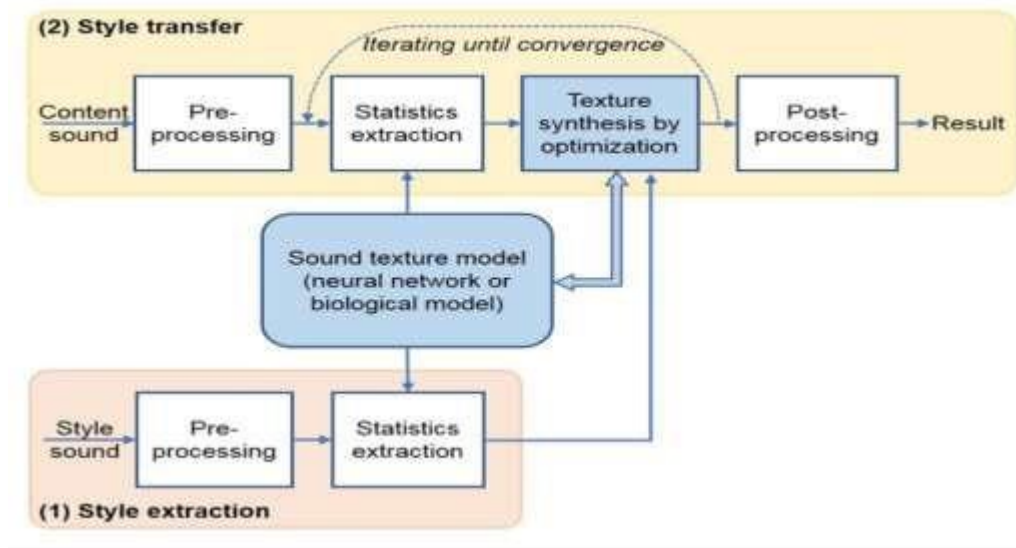 (2) Style transfer
Iterating until convergence
Content
sound
Pre-
processing
Statistics
extraction
Texture
synthesis by
optimization
Post-
processing
Result
Sound texture model
(neural network or
biological model)
Style
sound
Pre-
processing
Statistics
extraction
(1) Style extraction